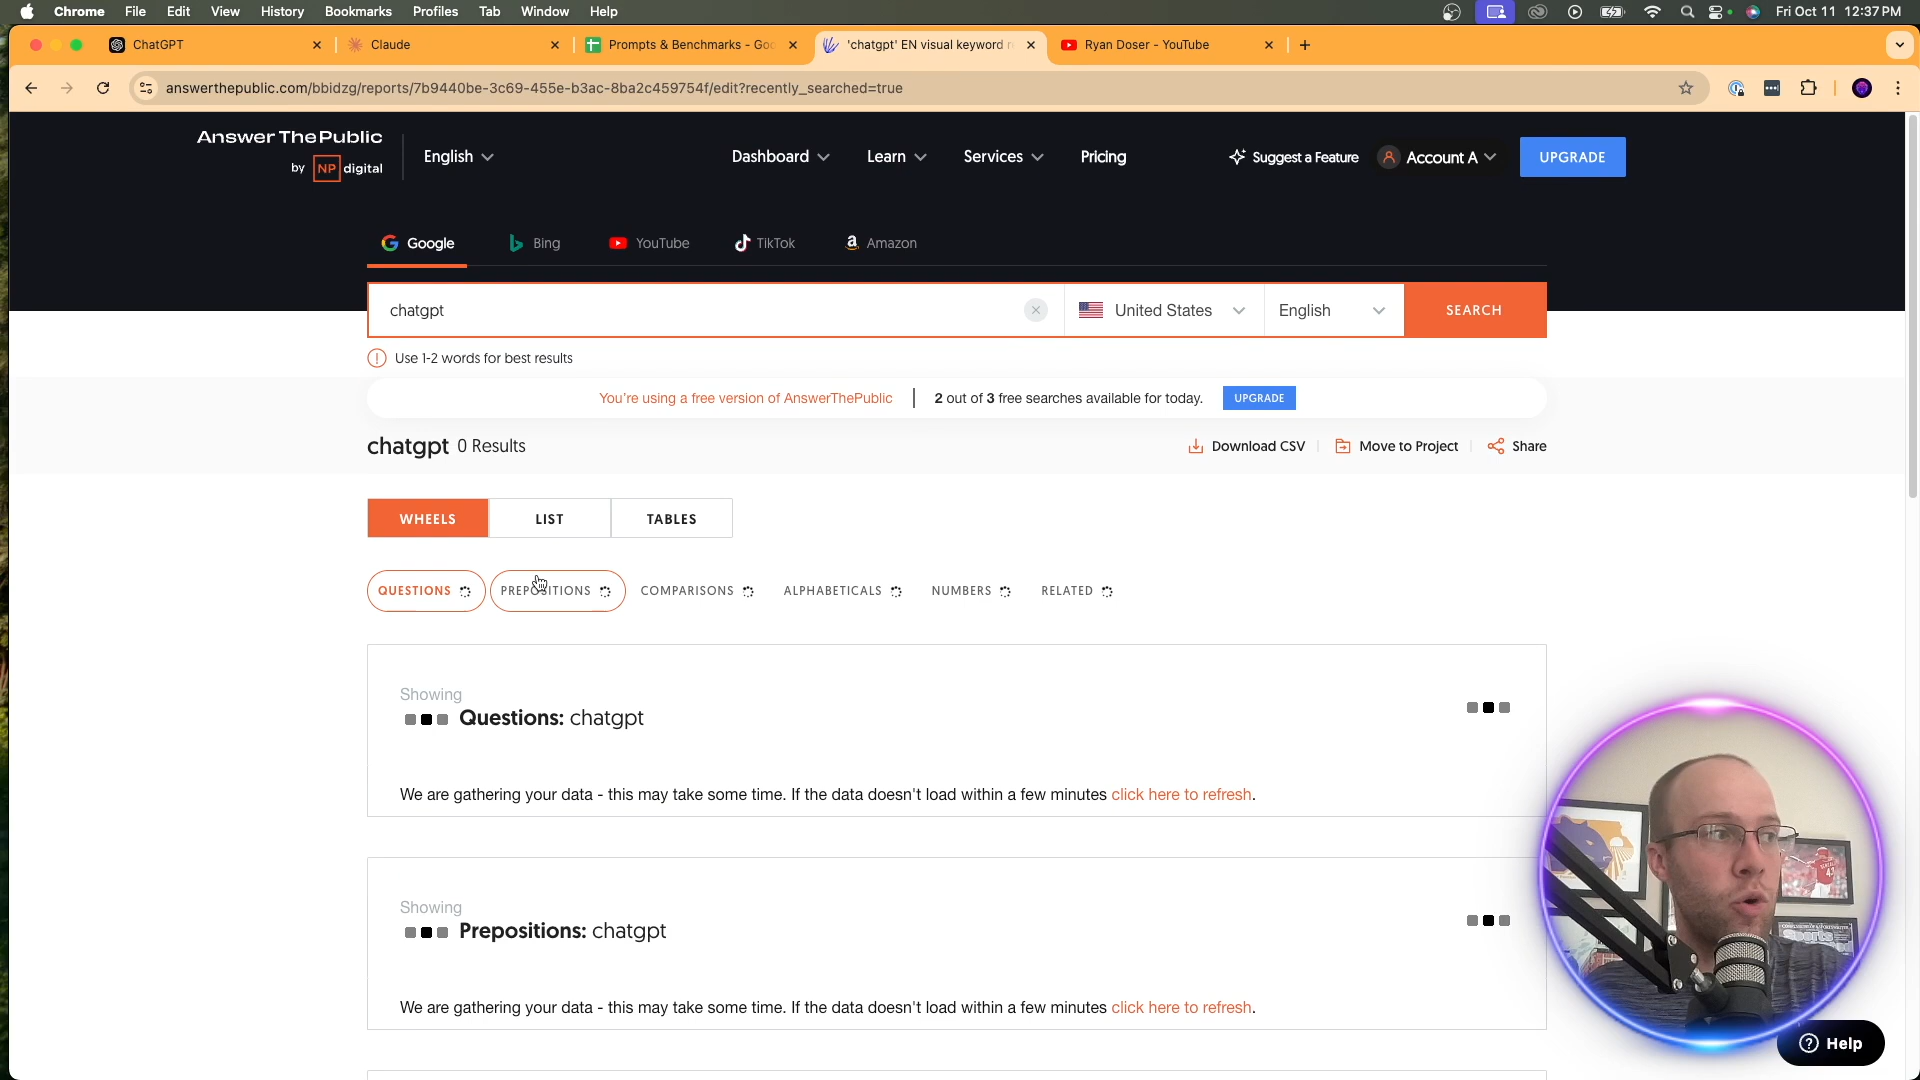 Chrome File Edit View History Bookmarks Profiles Tab Window Help Fri Oct 11 12:37 PM
ChatGPT
Claude
Prompts & Benchmarks - Goo
'chatgpt' EN visual keyword re
Ryan Doser - YouTube
answerthepublic.com/bbidzg/reports/7b9440be-3c69-455e-b3ac-8ba2c459754f/edit?recently_searched=true
AnswerThePublic
by NP digital
English
Dashboard
Learn
Services
Pricing
Suggest a Feature
Account A
UPGRADE
Google
Bing
YouTube
TikTok
Amazon
chatgpt
United States
English
SEARCH
Use 1-2 words for best results
You're using a free version of AnswerThePublic
2 out of 3 free searches available for today.
UPGRADE
chatgpt 0 Results
Download CSV
Move to Project
Share
WHEELS
LIST
TABLES
QUESTIONS
PREPOSITIONS
COMPARISONS
ALPHABETICALS
NUMBERS
RELATED
Showing
Questions: chatgpt
We are gathering your data - this may take some time. If the data doesn't load within a few minutes click here to refresh.
Showing
Prepositions: chatgpt
We are gathering your data - this may take some time. If the data doesn't load within a few minutes click here to refresh.
Help